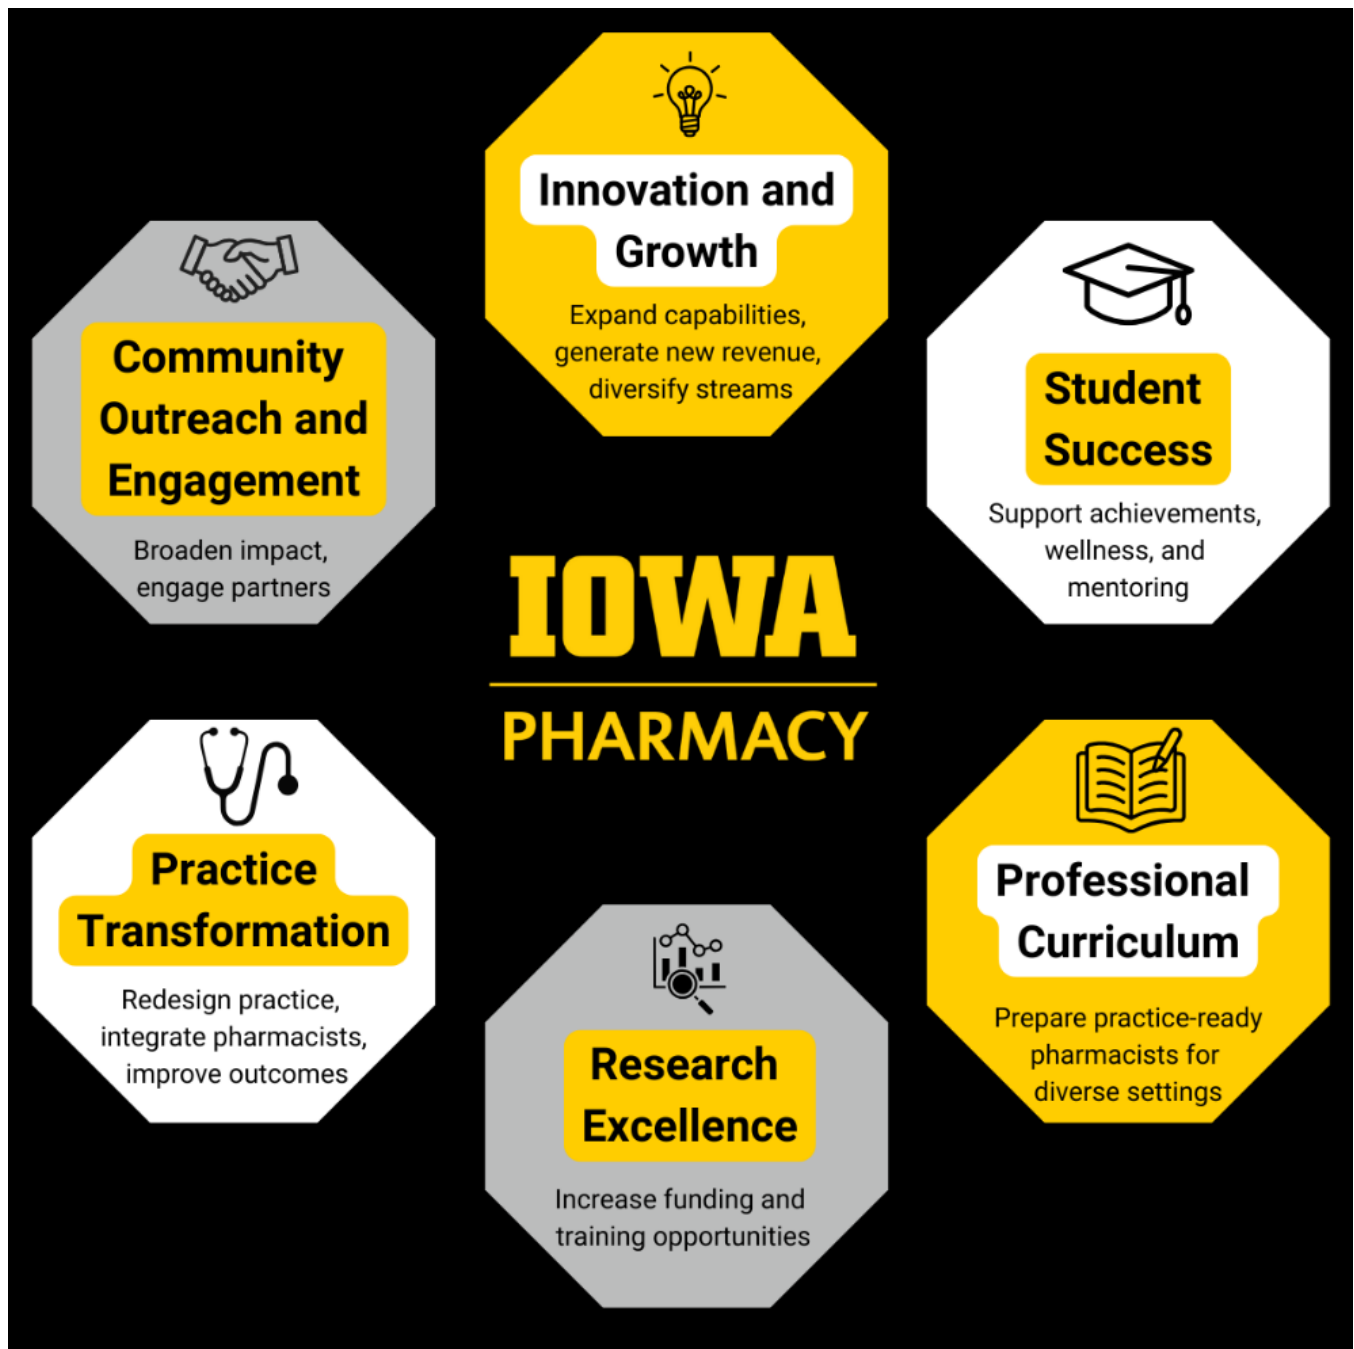 Innovation and
Growth
Expand capabilities,
generate new revenue,
diversify streams
Student
Success
Support achievements,
wellness, and
mentoring
Professional
Curriculum
Prepare practice-ready
pharmacists for
diverse settings
Research
Excellence
Increase funding and
training opportunities
Practice
Transformation
Redesign practice,
integrate pharmacists,
improve outcomes
Community
Outreach and
Engagement
Broaden impact,
engage partners
IOWA
PHARMACY